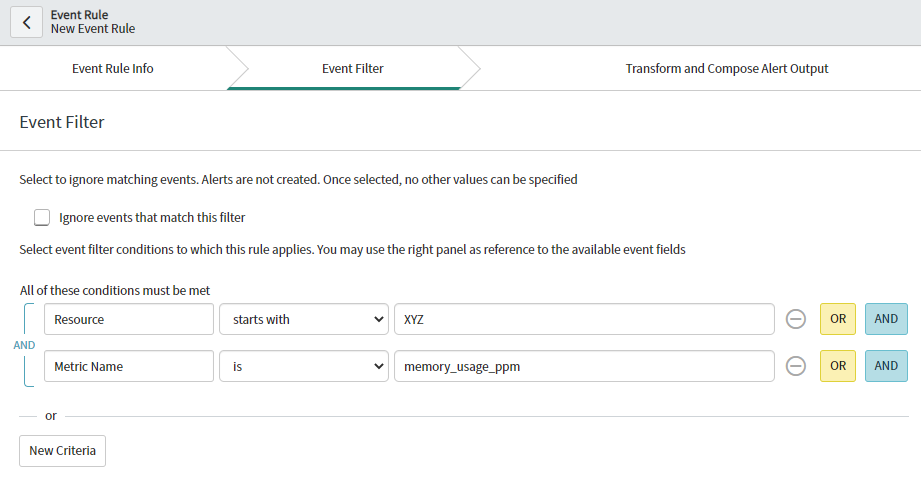 Event Rule
New Event Rule
Event Rule Info
Event Filter
Transform and Compose Alert Output
Event Filter
Select to ignore matching events. Alerts are not created. Once selected, no other values can be specified
Ignore events that match this filter
Select event filter conditions to which this rule applies. You may use the right panel as reference to the available event fields
All of these conditions must be met
Resource starts with XYZ OR AND
AND
Metric Name is memory_usage_ppm OR AND
or
New Criteria